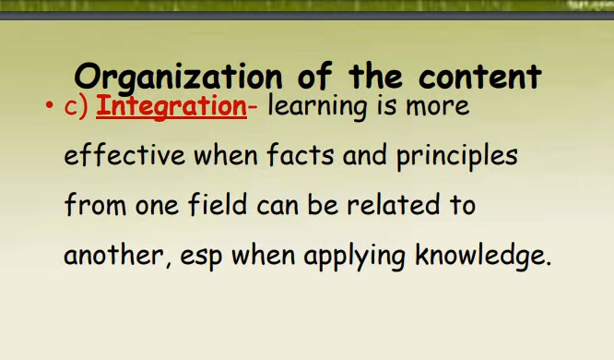 Organization of the content
• c) Integration- learning is more
effective when facts and principles
from one field can be related to
another, esp when applying knowledge.